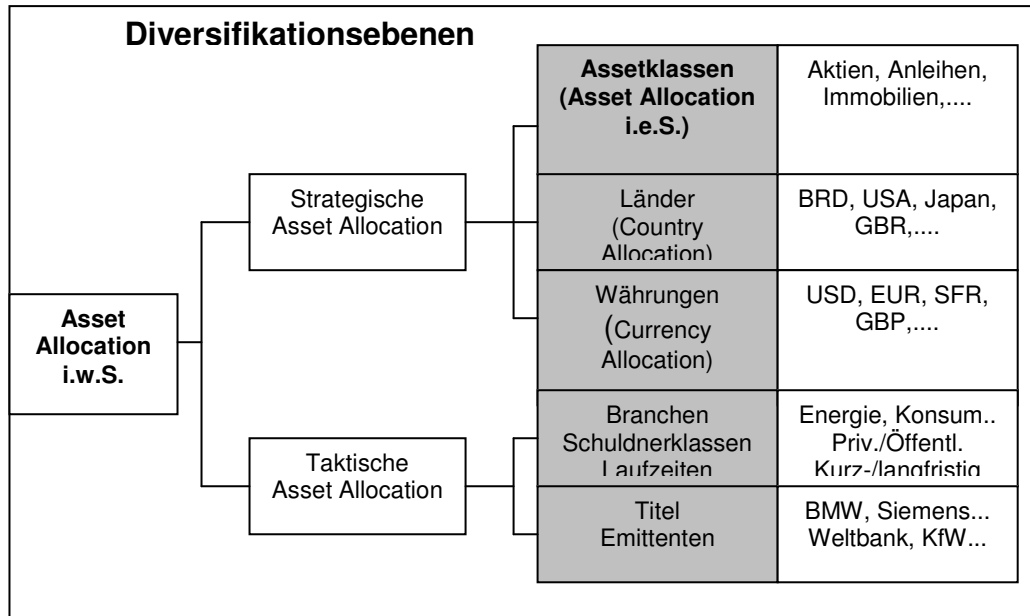 Diversifikationsebenen
Assetklassen
(Asset Allocation
i.e.S.)
Aktien, Anleihen,
Immobilien,....
Strategische
Asset Allocation
Länder
(Country
Allocation)
BRD, USA, Japan,
GBR,....
Währungen
(Currency
Allocation)
USD, EUR, SFR,
GBP,....
Asset
Allocation
i.w.S.
Branchen
Schuldnerklassen
Laufzeiten
Energie, Konsum..
Priv./Öffentl.
Kurz-/langfristig
Taktische
Asset Allocation
Titel
Emittenten
BMW, Siemens...
Weltbank, KfW...